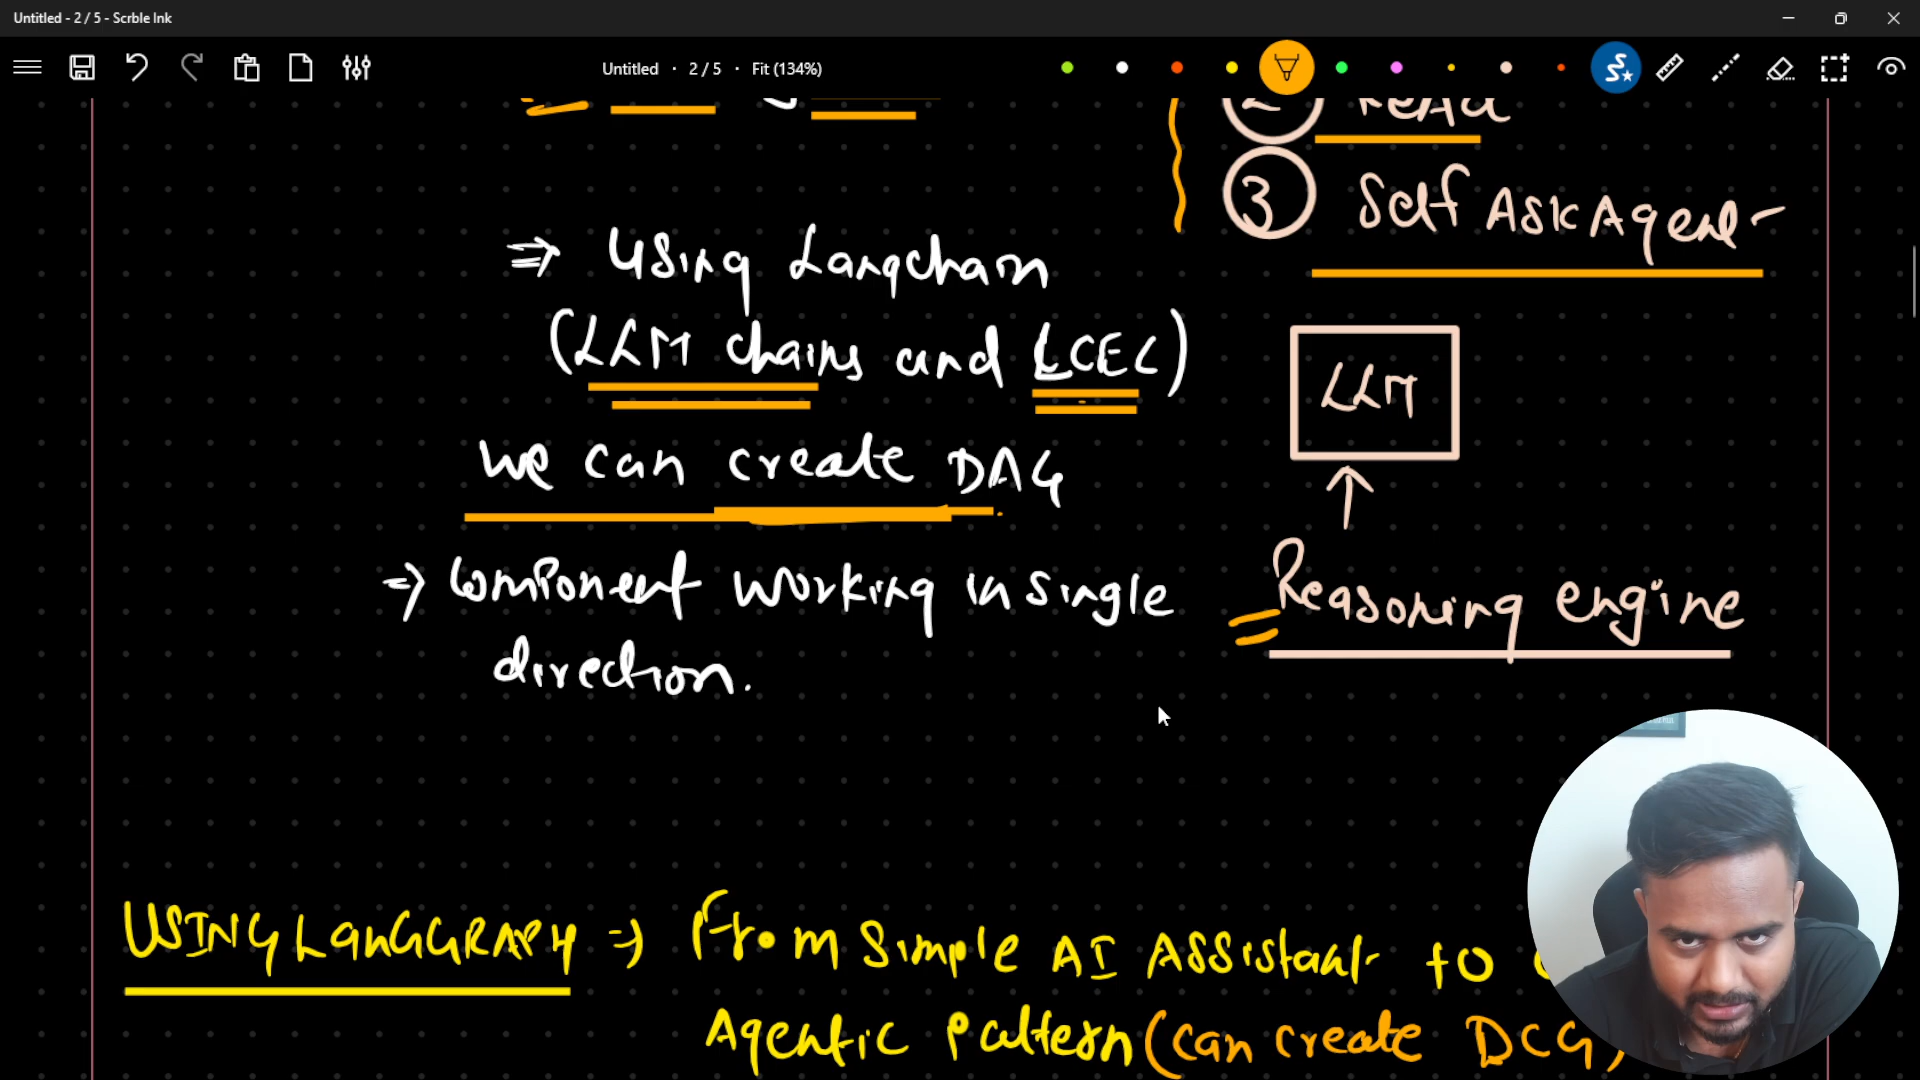 Untitled - 2 / 5 - Scrble Ink
Untitled · 2 / 5 · Fit (134%)
② ReAct
③ Self Ask Agent
⇒ Using Langchain
(LLM chains and LCEL)
we can create DAG
⇒ Component working in single
direction.
LLM
Reasoning engine
USING LANGGRAPH ⇒ From Simple AI Assistant to
Agentic Pattern (can create DCG)